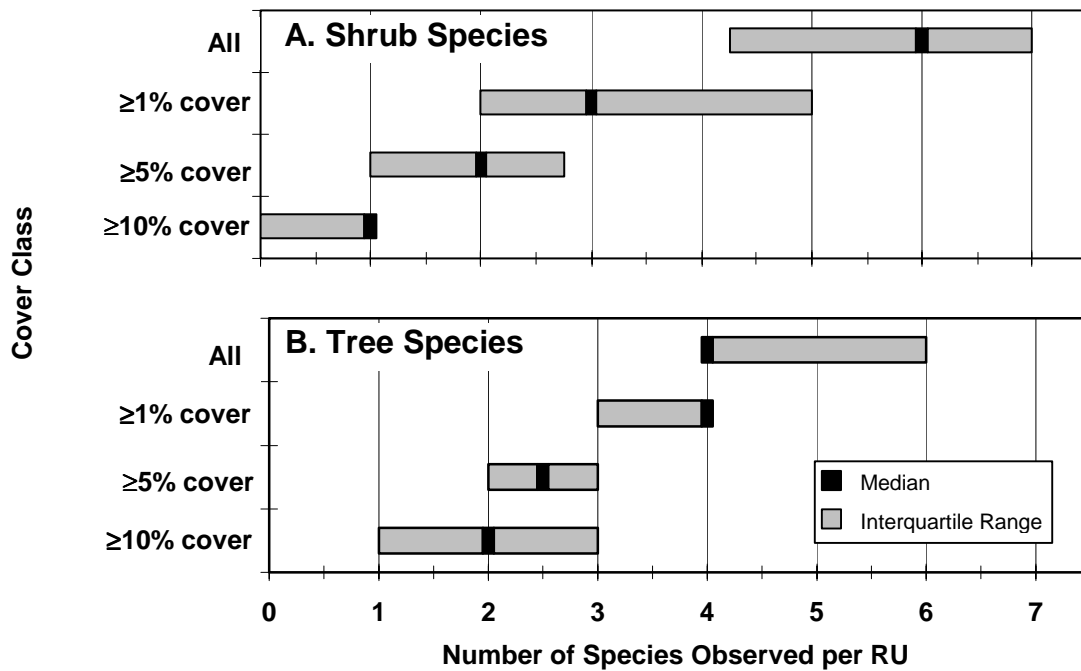 A. Shrub Species
All
≥1% cover
≥5% cover
≥10% cover
Cover Class
B. Tree Species
All
≥1% cover
≥5% cover
≥10% cover
Median
Interquartile Range
0 1 2 3 4 5 6 7
Number of Species Observed per RU